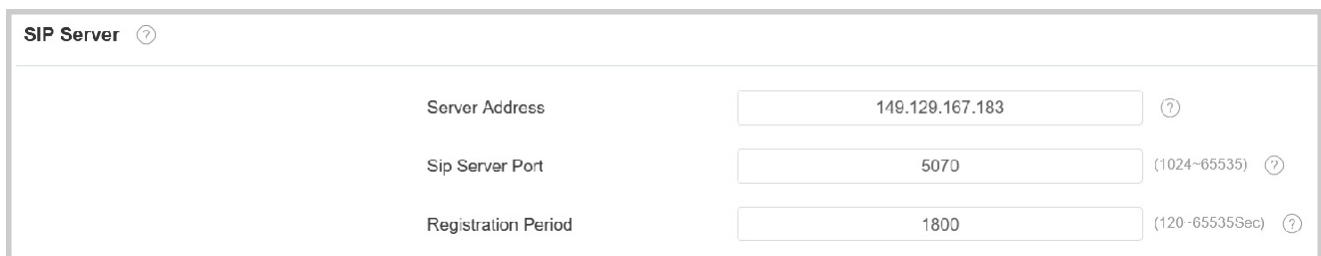 SIP Server ?
Server Address 149.129.167.183 ?
Sip Server Port 5070 (1024~65535) ?
Registration Period 1800 (120~65535Sec) ?